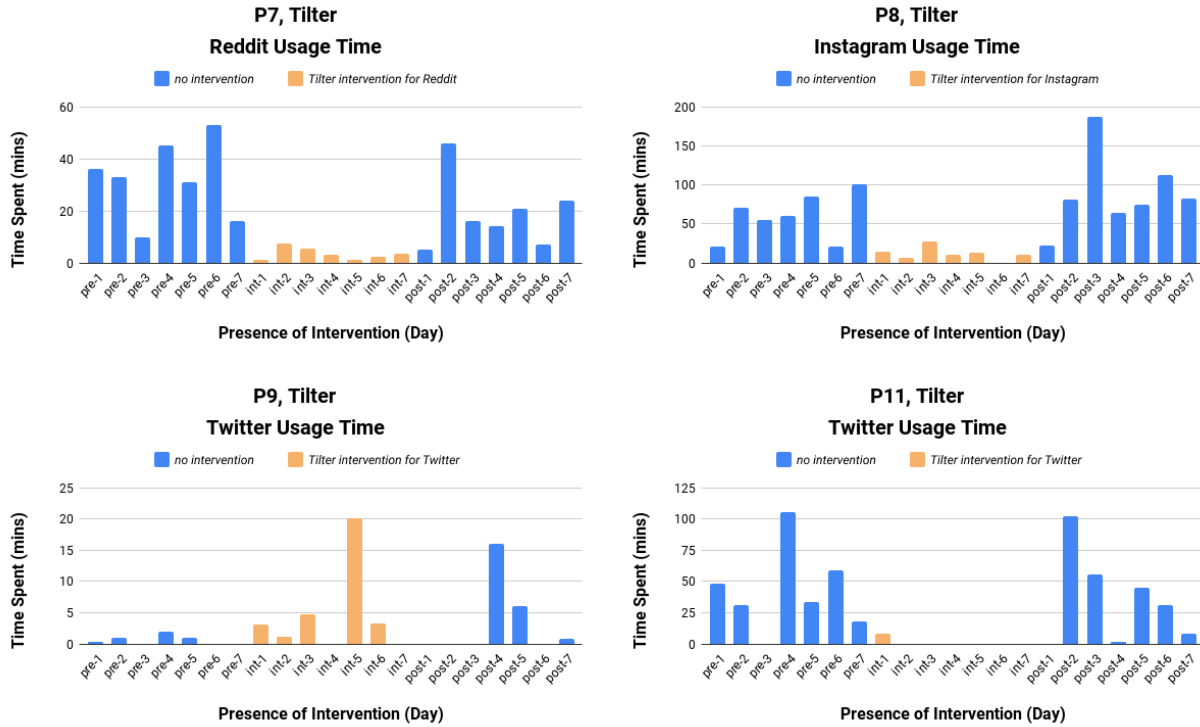 P7, Tilter
Reddit Usage Time
no intervention Tilter intervention for Reddit
Time Spent (mins)
60
40
20
0
pre-1 pre-2 pre-3 pre-4 pre-5 pre-6 pre-7 int-1 int-2 int-3 int-4 int-5 int-6 int-7 post-1 post-2 post-3 post-4 post-5 post-6 post-7
Presence of Intervention (Day)
P8, Tilter
Instagram Usage Time
no intervention Tilter intervention for Instagram
Time Spent (mins)
200
150
100
50
0
pre-1 pre-2 pre-3 pre-4 pre-5 pre-6 pre-7 int-1 int-2 int-3 int-4 int-5 int-6 int-7 post-1 post-2 post-3 post-4 post-5 post-6 post-7
Presence of Intervention (Day)
P9, Tilter
Twitter Usage Time
no intervention Tilter intervention for Twitter
Time Spent (mins)
25
20
15
10
5
0
pre-1 pre-2 pre-3 pre-4 pre-5 pre-6 pre-7 int-1 int-2 int-3 int-4 int-5 int-6 int-7 post-1 post-2 post-3 post-4 post-5 post-6 post-7
Presence of Intervention (Day)
P11, Tilter
Twitter Usage Time
no intervention Tilter intervention for Twitter
Time Spent (mins)
125
100
75
50
25
0
pre-1 pre-2 pre-3 pre-4 pre-5 pre-6 pre-7 int-1 int-2 int-3 int-4 int-5 int-6 int-7 post-1 post-2 post-3 post-4 post-5 post-6 post-7
Presence of Intervention (Day)